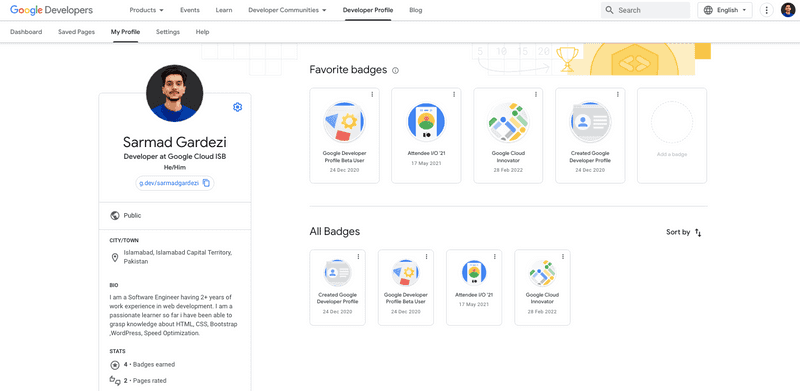 Google Developers
Products
Events
Learn
Developer Communities
Developer Profile
Blog
Search
English
Dashboard
Saved Pages
My Profile
Settings
Help
5 10 15 20
Sarmad Gardezi
Developer at Google Cloud ISB
He/Him
g.dev/sarmadgardezi
Public
CITY/TOWN
Islamabad, Islamabad Capital Territory,
Pakistan
BIO
I am a Software Engineer having 2+ years of
work experience in web development. I am a
passionate learner so far i have been able to
grasp knowledge about HTML, CSS, Bootstrap
,WordPress, Speed Optimization.
STATS
4 • Badges earned
2 • Pages rated
Favorite badges
Google Developer
Profile Beta User
24 Dec 2020
Attendee I/O '21
17 May 2021
Google Cloud
Innovator
28 Feb 2022
Created Google
Developer Profile
24 Dec 2020
Add a badge
All Badges
Sort by
Created Google
Developer Profile
24 Dec 2020
Google Developer
Profile Beta User
24 Dec 2020
Attendee I/O '21
17 May 2021
Google Cloud
Innovator
28 Feb 2022